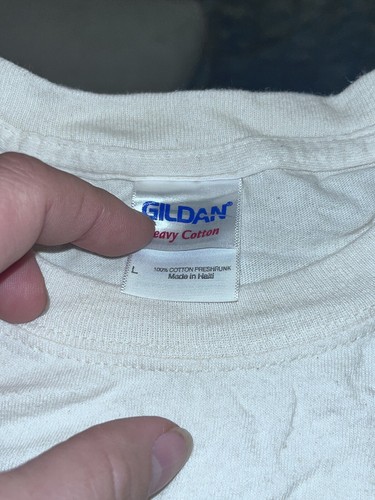 GILDAN
eavy Cotton
L
100% COTTON PRESHRUNK
Made in Haiti